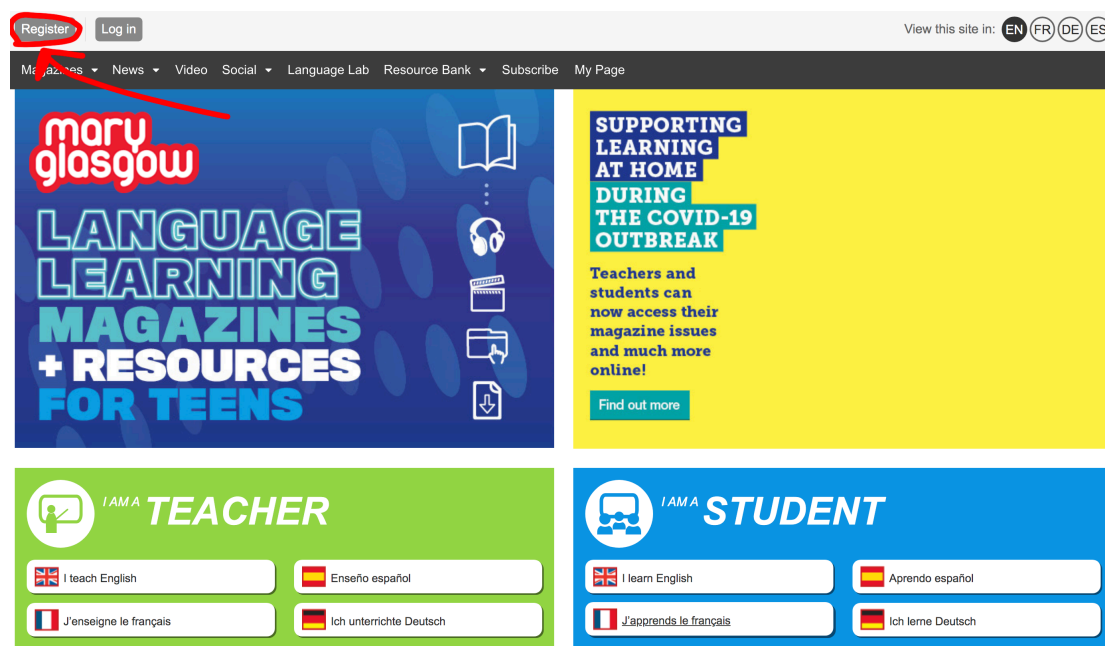 Register Log in View this site in: EN FR DE ES
Magazines News Video Social Language Lab Resource Bank Subscribe My Page
mary
glasgow
LANGUAGE
LEARNING
MAGAZINES
+ RESOURCES
FOR TEENS
SUPPORTING
LEARNING
AT HOME
DURING
THE COVID-19
OUTBREAK
Teachers and
students can
now access their
magazine issues
and much more
online!
Find out more
I AM A TEACHER
I teach English Enseño español
J'enseigne le français Ich unterrichte Deutsch
I AM A STUDENT
I learn English Aprendo español
J'apprends le français Ich lerne Deutsch